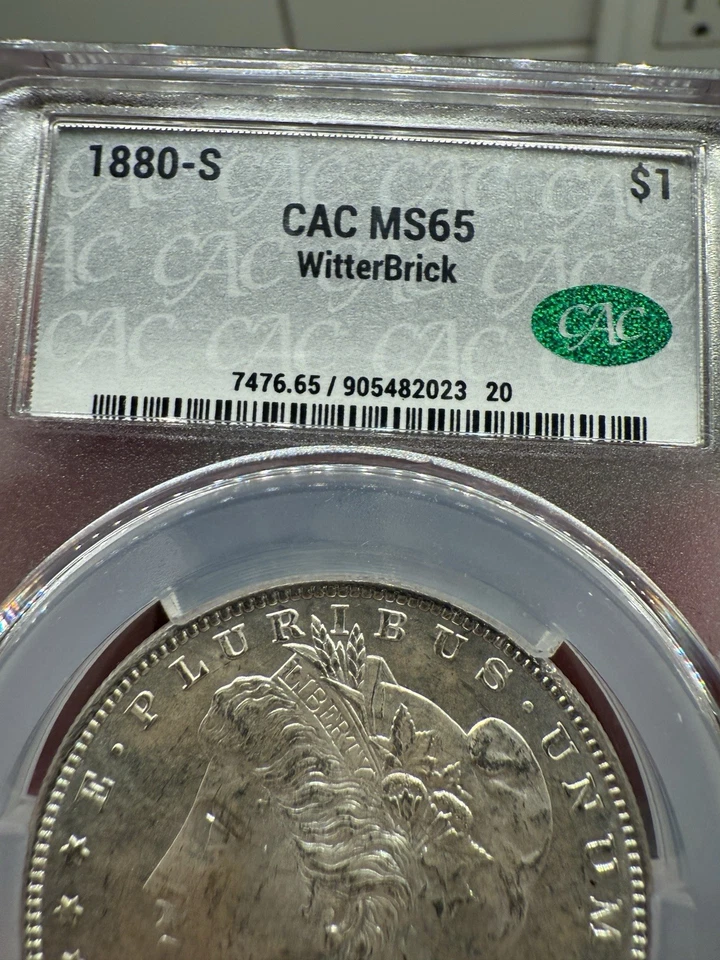 1880-S
$1
CAC MS65
WitterBrick
CAC
7476.65 / 905482023 20
E · PLURIBUS · UNUM
LIBERTY